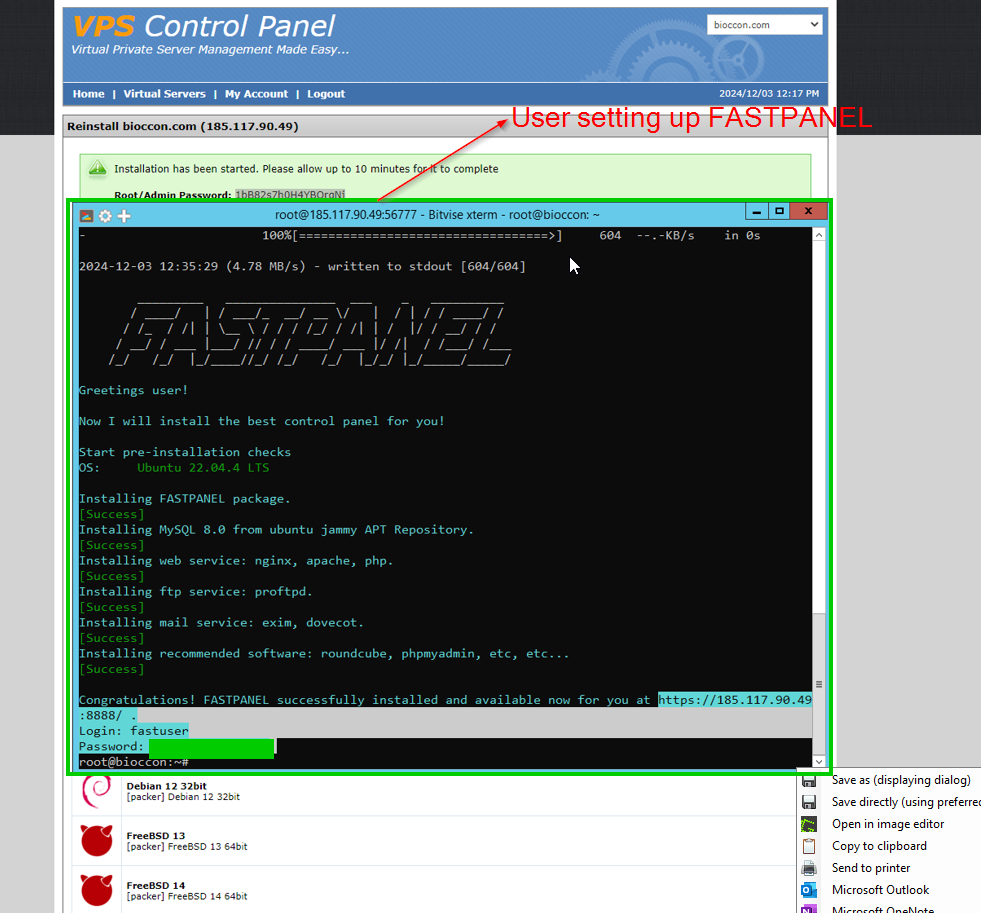 VPS Control Panel
bioccon.com
Virtual Private Server Management Made Easy...
Home | Virtual Servers | My Account | Logout
2024/12/03 12:17 PM
User setting up FASTPANEL
Reinstall bioccon.com (185.117.90.49)
Installation has been started. Please allow up to 10 minutes for it to complete
Root/Admin Password:
root@185.117.90.49:56777 - Bitvise xterm - root@bioccon: ~
- 100%[=================================>] 604 --.-KB/s in 0s
2024-12-03 12:35:29 (4.78 MB/s) - written to stdout [604/604]
FASTPANEL
Greetings user!
Now I will install the best control panel for you!
Start pre-installation checks
OS: Ubuntu 22.04.4 LTS
Installing FASTPANEL package.
[Success]
Installing MySQL 8.0 from ubuntu jammy APT Repository.
[Success]
Installing web service: nginx, apache, php.
[Success]
Installing ftp service: proftpd.
[Success]
Installing mail service: exim, dovecot.
[Success]
Installing recommended software: roundcube, phpmyadmin, etc, etc...
[Success]
Congratulations! FASTPANEL successfully installed and available now for you at https://185.117.90.49
:8888/ .
Login: fastuser
Password:
root@bioccon:~#
Debian 12 32bit
[packer] Debian 12 32bit
FreeBSD 13
[packer] FreeBSD 13 64bit
FreeBSD 14
[packer] FreeBSD 14 64bit
Save as (displaying dialog)
Save directly (using preferred
Open in image editor
Copy to clipboard
Send to printer
Microsoft Outlook
Microsoft OneNote